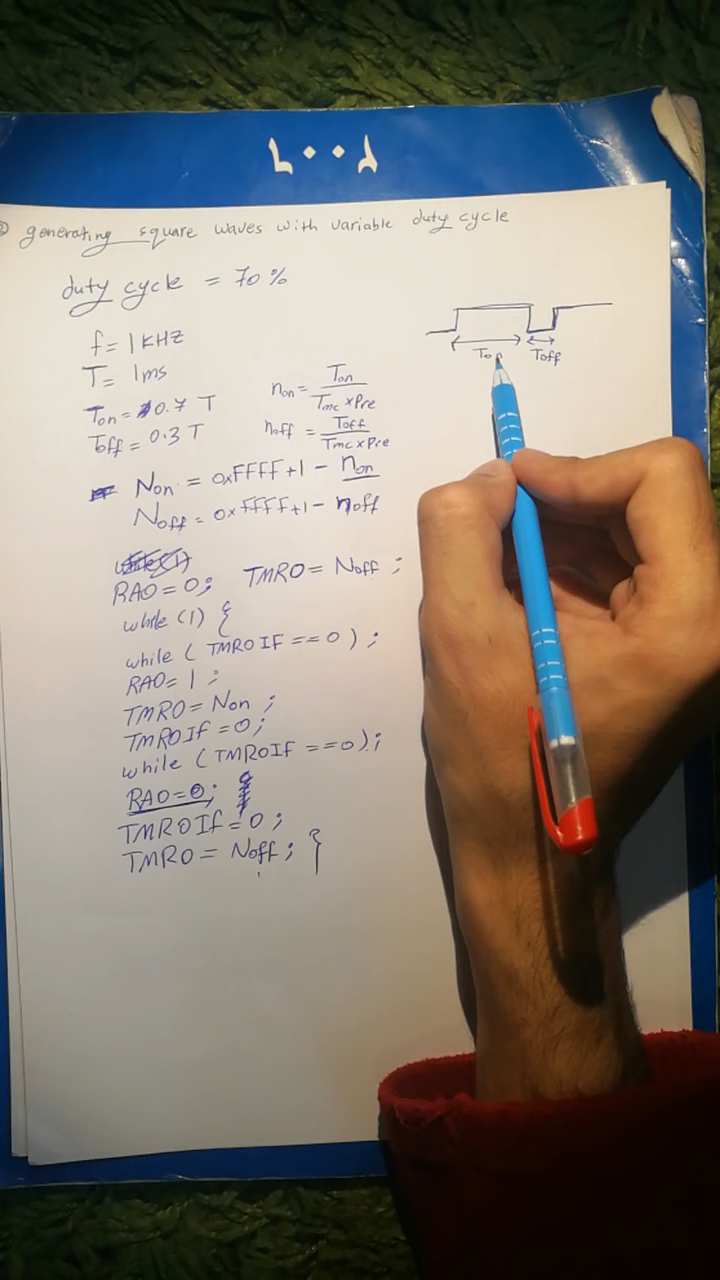 generating square waves with variable duty cycle
duty cycle = 70%
f = 1 KHZ
T = 1ms
Ton = 0.7 T
Toff = 0.3 T
non = Ton / Tmc x Pre
noff = Toff / Tmc x Pre
Ton Toff
Non = 0xFFFF+1 - non
Noff = 0xFFFF+1 - noff
RA0 = 0; TMR0 = Noff ;
while (1) {
while ( TMR0IF == 0 ) ;
RA0 = 1 ;
TMR0 = Non ;
TMR0If = 0;
while (TMR0If ==0);
RA0=0;
TMR0If = 0 ;
TMR0 = Noff ; }